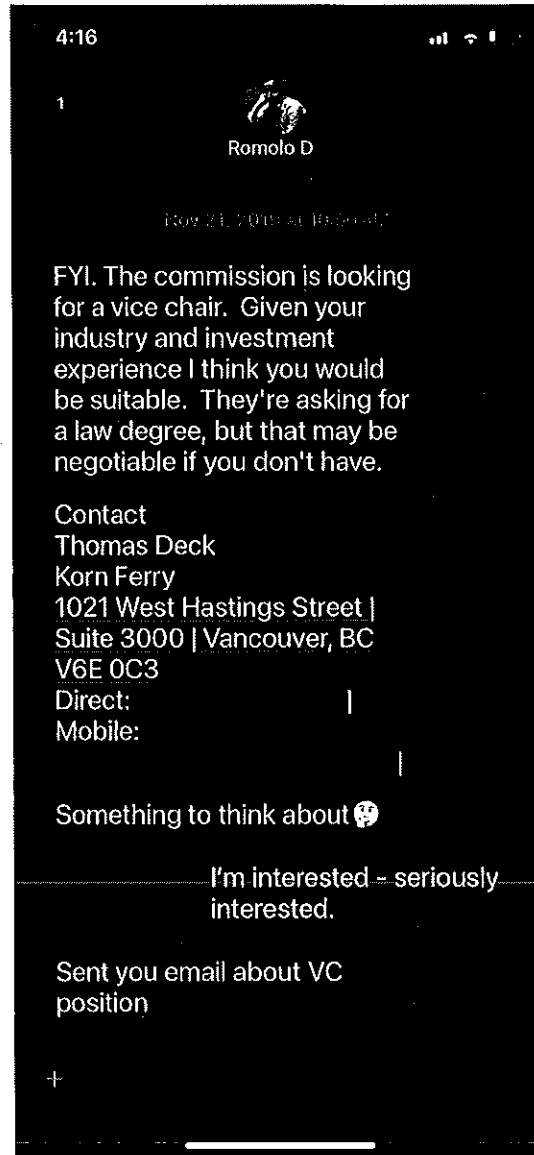 4:16
1
Romolo D
FYI. The commission is looking
for a vice chair. Given your
industry and investment
experience I think you would
be suitable. They're asking for
a law degree, but that may be
negotiable if you don't have.
Contact
Thomas Deck
Korn Ferry
1021 West Hastings Street |
Suite 3000 | Vancouver, BC
V6E 0C3
Direct: |
Mobile:
|
Something to think about🤔
I'm interested - seriously
interested.
Sent you email about VC
position
+